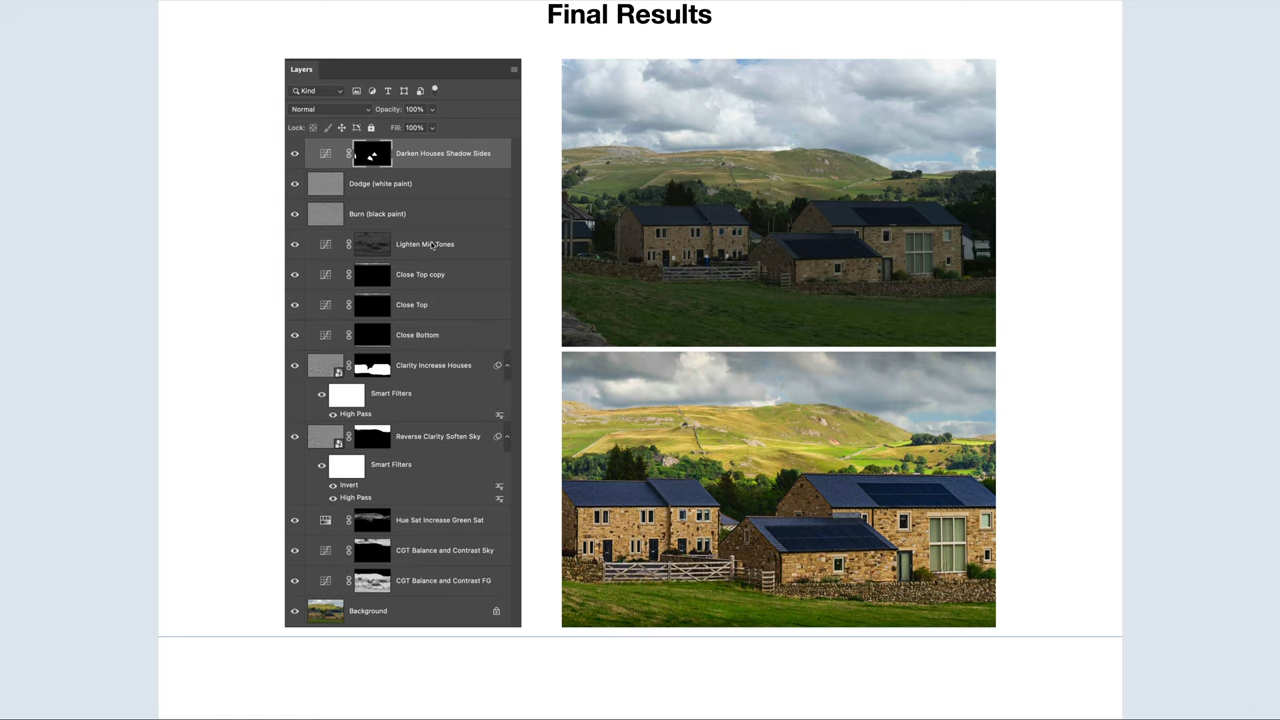 Final Results
Layers
Kind
Normal Opacity: 100%
Lock: Fill: 100%
Darken Houses Shadow Sides
Dodge (white paint)
Burn (black paint)
Lighten Mid Tones
Close Top copy
Close Top
Close Bottom
Clarity Increase Houses
Smart Filters
High Pass
Reverse Clarity Soften Sky
Smart Filters
Invert
High Pass
Hue Sat Increase Green Sat
CGT Balance and Contrast Sky
CGT Balance and Contrast FG
Background